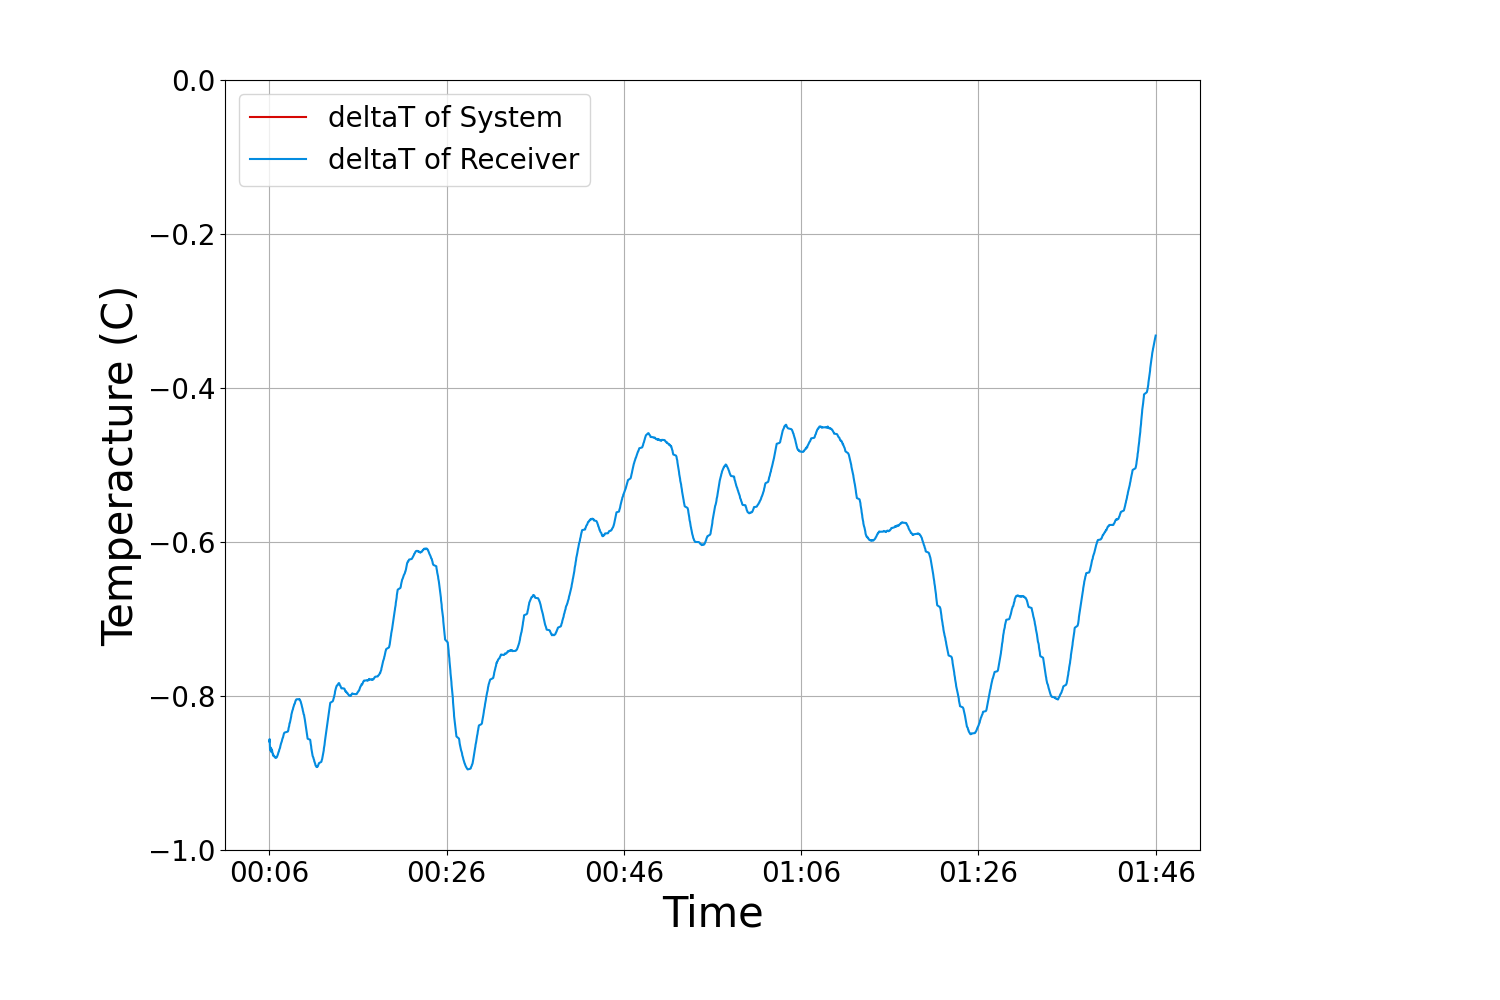 deltaT of System
deltaT of Receiver
0.0
−0.2
−0.4
−0.6
−0.8
−1.0
Temperacture (C)
00:06 00:26 00:46 01:06 01:26 01:46
Time